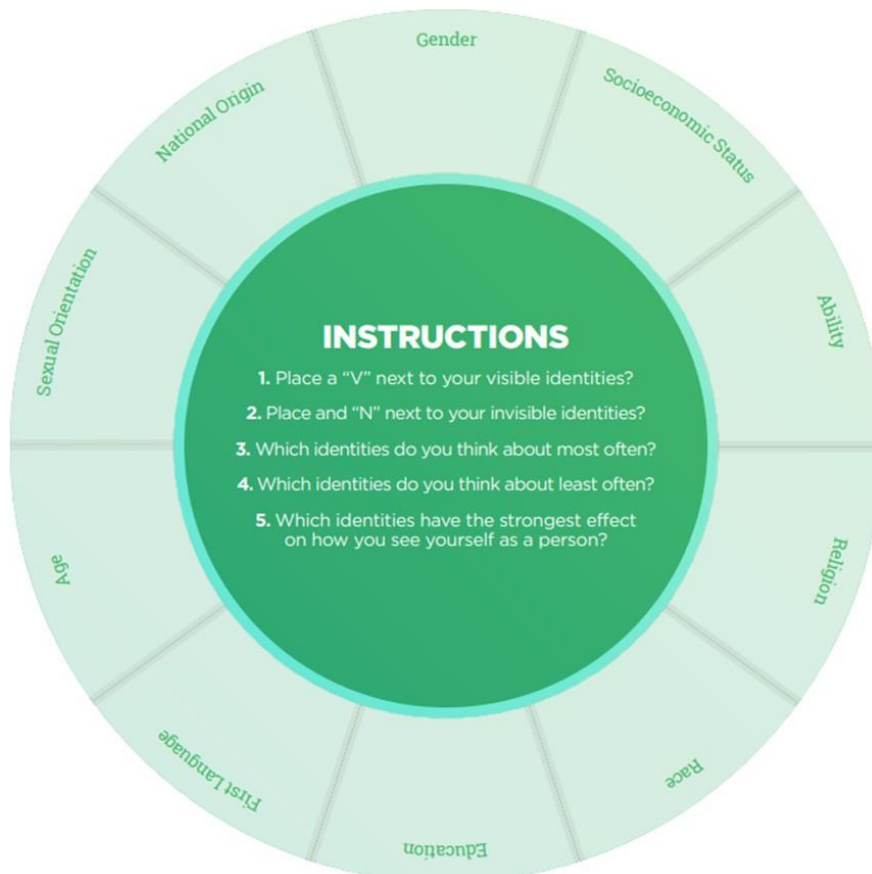 Gender
Socioeconomic Status
Ability
Religion
Race
Education
First Language
Age
Sexual Orientation
National Origin
INSTRUCTIONS
1. Place a “V” next to your visible identities?
2. Place and “N” next to your invisible identities?
3. Which identities do you think about most often?
4. Which identities do you think about least often?
5. Which identities have the strongest effect
on how you see yourself as a person?